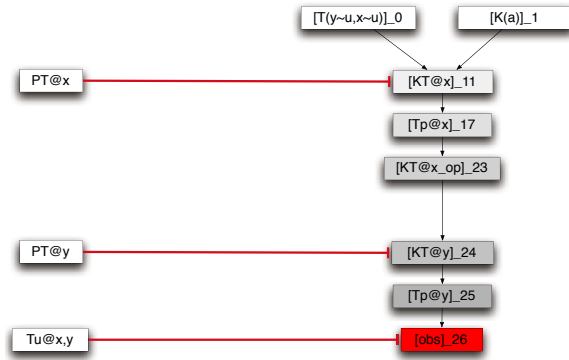 [T(y~u,x~u)]_0
[K(a)]_1
PT@x
[KT@x]_11
[Tp@x]_17
[KT@x_op]_23
PT@y
[KT@y]_24
[Tp@y]_25
Tu@x,y
[obs]_26